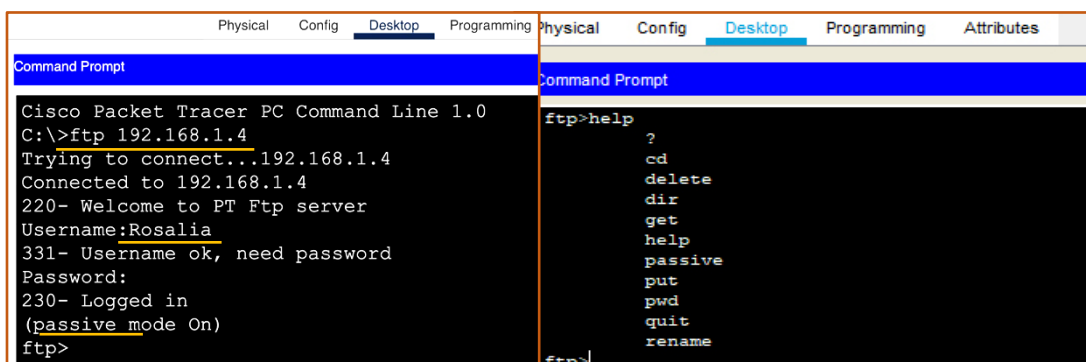 Physical Config Desktop Programming
Command Prompt
Cisco Packet Tracer PC Command Line 1.0
C:\>ftp 192.168.1.4
Trying to connect...192.168.1.4
Connected to 192.168.1.4
220- Welcome to PT Ftp server
Username:Rosalia
331- Username ok, need password
Password:
230- Logged in
(passive mode On)
ftp>
Physical Config Desktop Programming Attributes
Command Prompt
ftp>help
?
cd
delete
dir
get
help
passive
put
pwd
quit
rename
ftp>